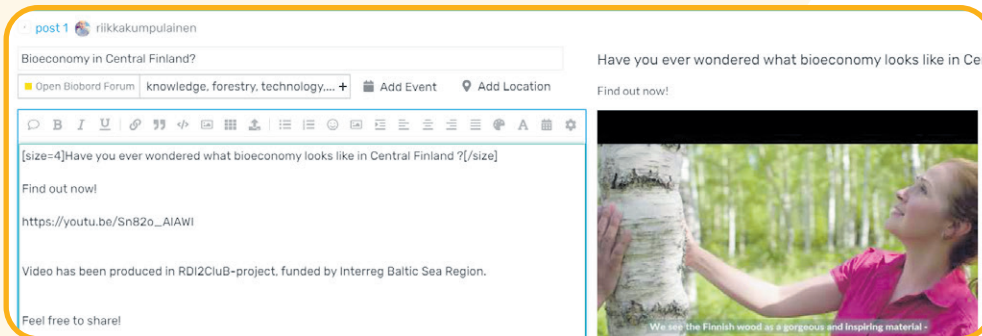 post 1 riikkakumpulainen
Bioeconomy in Central Finland?
Open Biobord Forum knowledge, forestry, technology,... + Add Event Add Location
B I U A
[size=4]Have you ever wondered what bioeconomy looks like in Central Finland ?[/size]
Find out now!
https://youtu.be/Sn82o_AIAWI
Video has been produced in RDI2CluB-project, funded by Interreg Baltic Sea Region.
Feel free to share!
Have you ever wondered what bioeconomy looks like in Ce
Find out now!
We see the Finnish wood as a gorgeous and inspiring material -